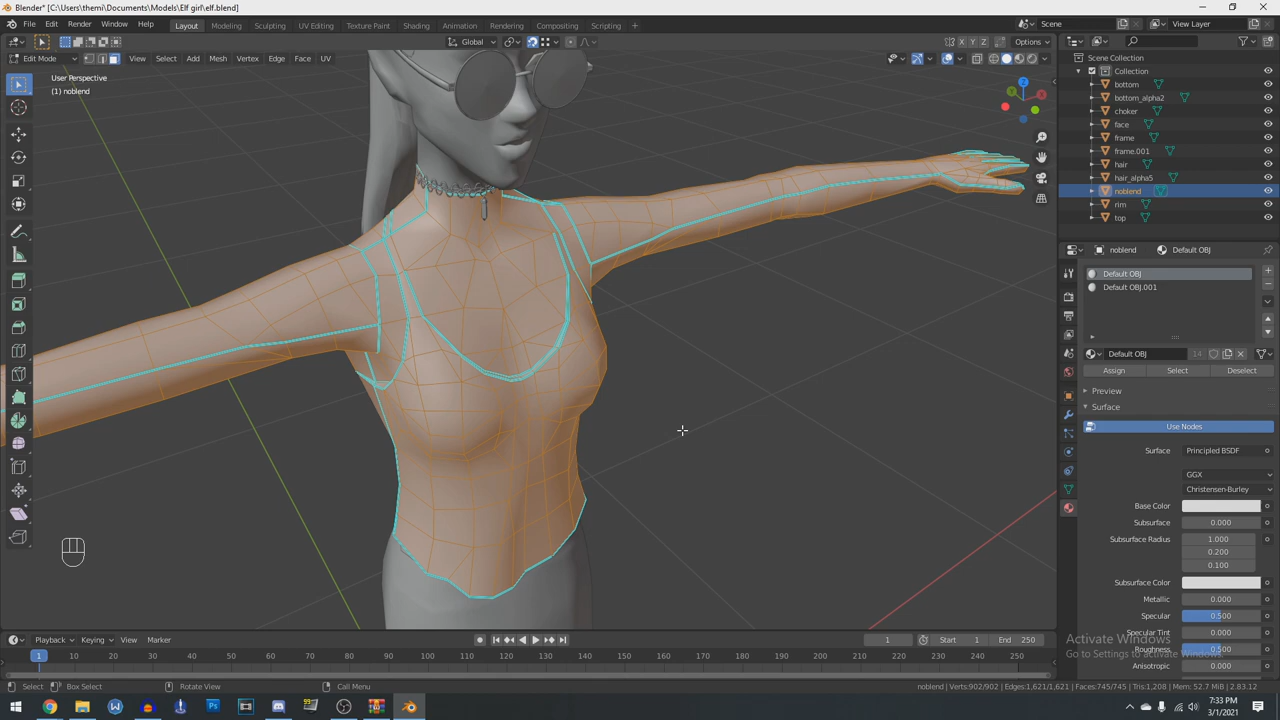 Blender* [C:\Users\themi\Documents\Models\Elf girl\elf.blend]
File Edit Render Window Help Layout Modeling Sculpting UV Editing Texture Paint Shading Animation Rendering Compositing Scripting + Scene View Layer
Global X Y Z Options
Edit Mode View Select Add Mesh Vertex Edge Face UV
User Perspective
(1) noblend
Scene Collection
Collection
bottom
bottom_alpha2
choker
face
frame
frame.001
hair
hair_alpha5
noblend
rim
top
noblend Default OBJ
Default OBJ
Default OBJ.001
Default OBJ 14
Assign Select Deselect
Preview
Surface
Use Nodes
Surface Principled BSDF
GGX
Christensen-Burley
Base Color
Subsurface 0.000
Subsurface Radius 1.000
0.200
0.100
Subsurface Color
Metallic 0.000
Specular 0.500
Specular Tint 0.000
Roughness 0.500
Anisotropic 0.000
Activate Windows
Go to Settings to activate Windows.
Playback Keying View Marker 1 Start 1 End 250
1 10 20 30 40 50 60 70 80 90 100 110 120 130 140 150 160 170 180 190 200 210 220 230 240 250
Select Box Select Rotate View Call Menu noblend | Verts:902/902 | Edges:1,621/1,621 | Faces:745/745 | Tris:1,208 | Mem: 52.7 MiB | 2.83.12
7:33 PM
3/1/2021